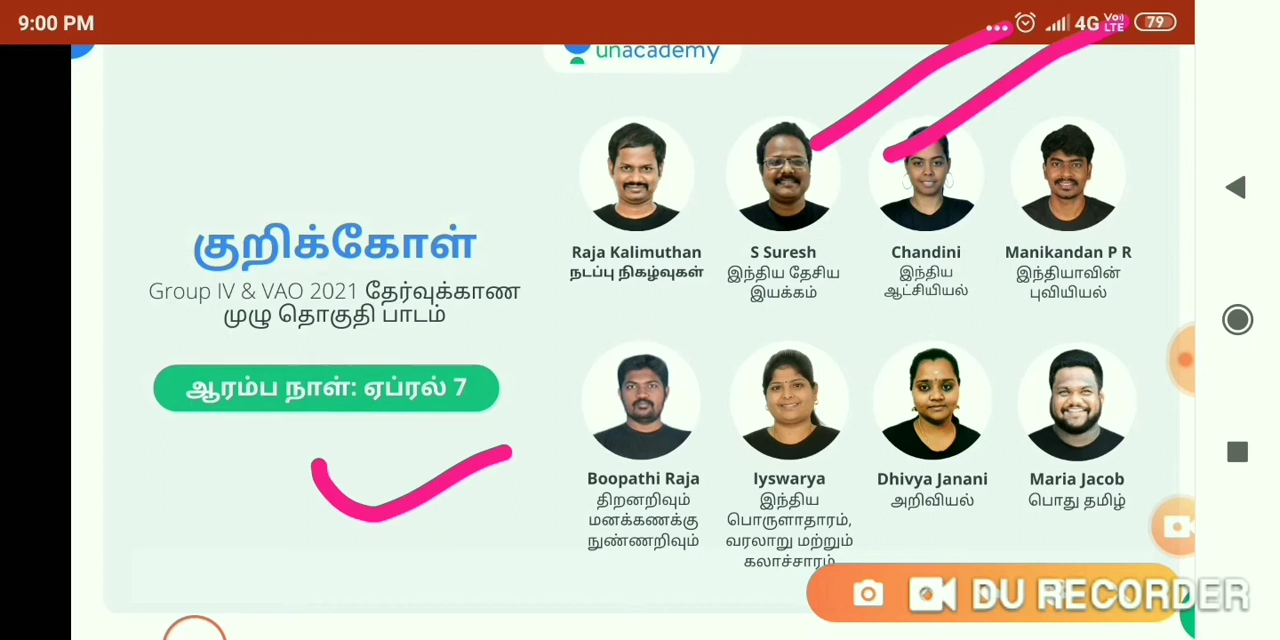 9:00 PM
4G
Vo))
LTE
79
unacademy
குறிக்கோள்
Group IV & VAO 2021 தேர்வுக்காண
முழு தொகுதி பாடம்
ஆரம்ப நாள்: ஏப்ரல் 7
Raja Kalimuthan
நடப்பு நிகழ்வுகள்
S Suresh
இந்திய தேசிய
இயக்கம்
Chandini
இந்திய
ஆட்சியியல்
Manikandan P R
இந்தியாவின்
புவியியல்
Boopathi Raja
திறனறிவும்
மனக்கணக்கு
நுண்ணறிவும்
Iyswarya
இந்திய
பொருளாதாரம்,
வரலாறு மற்றும்
கலாச்சாரம்
Dhivya Janani
அறிவியல்
Maria Jacob
பொது தமிழ்
DU RECORDER